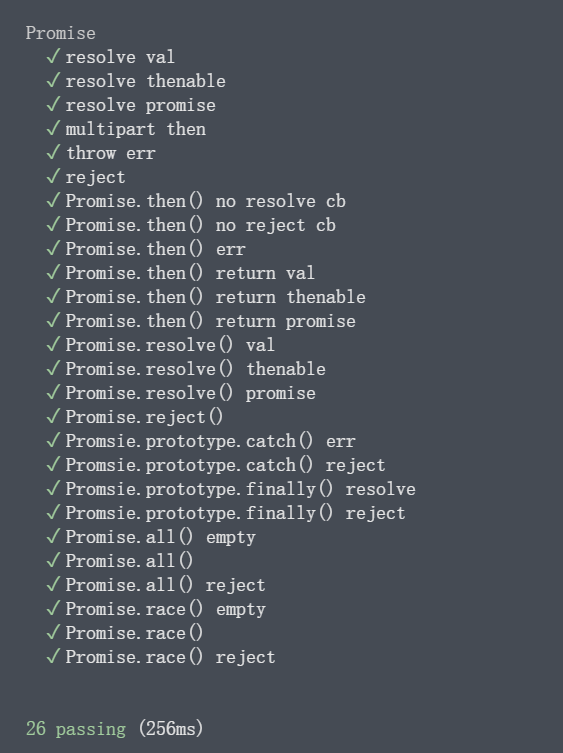 Promise
✓ resolve val
✓ resolve thenable
✓ resolve promise
✓ multipart then
✓ throw err
✓ reject
✓ Promise.then() no resolve cb
✓ Promise.then() no reject cb
✓ Promise.then() err
✓ Promise.then() return val
✓ Promise.then() return thenable
✓ Promise.then() return promise
✓ Promise.resolve() val
✓ Promise.resolve() thenable
✓ Promise.resolve() promise
✓ Promise.reject()
✓ Promsie.prototype.catch() err
✓ Promsie.prototype.catch() reject
✓ Promsie.prototype.finally() resolve
✓ Promsie.prototype.finally() reject
✓ Promise.all() empty
✓ Promise.all()
✓ Promise.all() reject
✓ Promise.race() empty
✓ Promise.race()
✓ Promise.race() reject
26 passing (256ms)